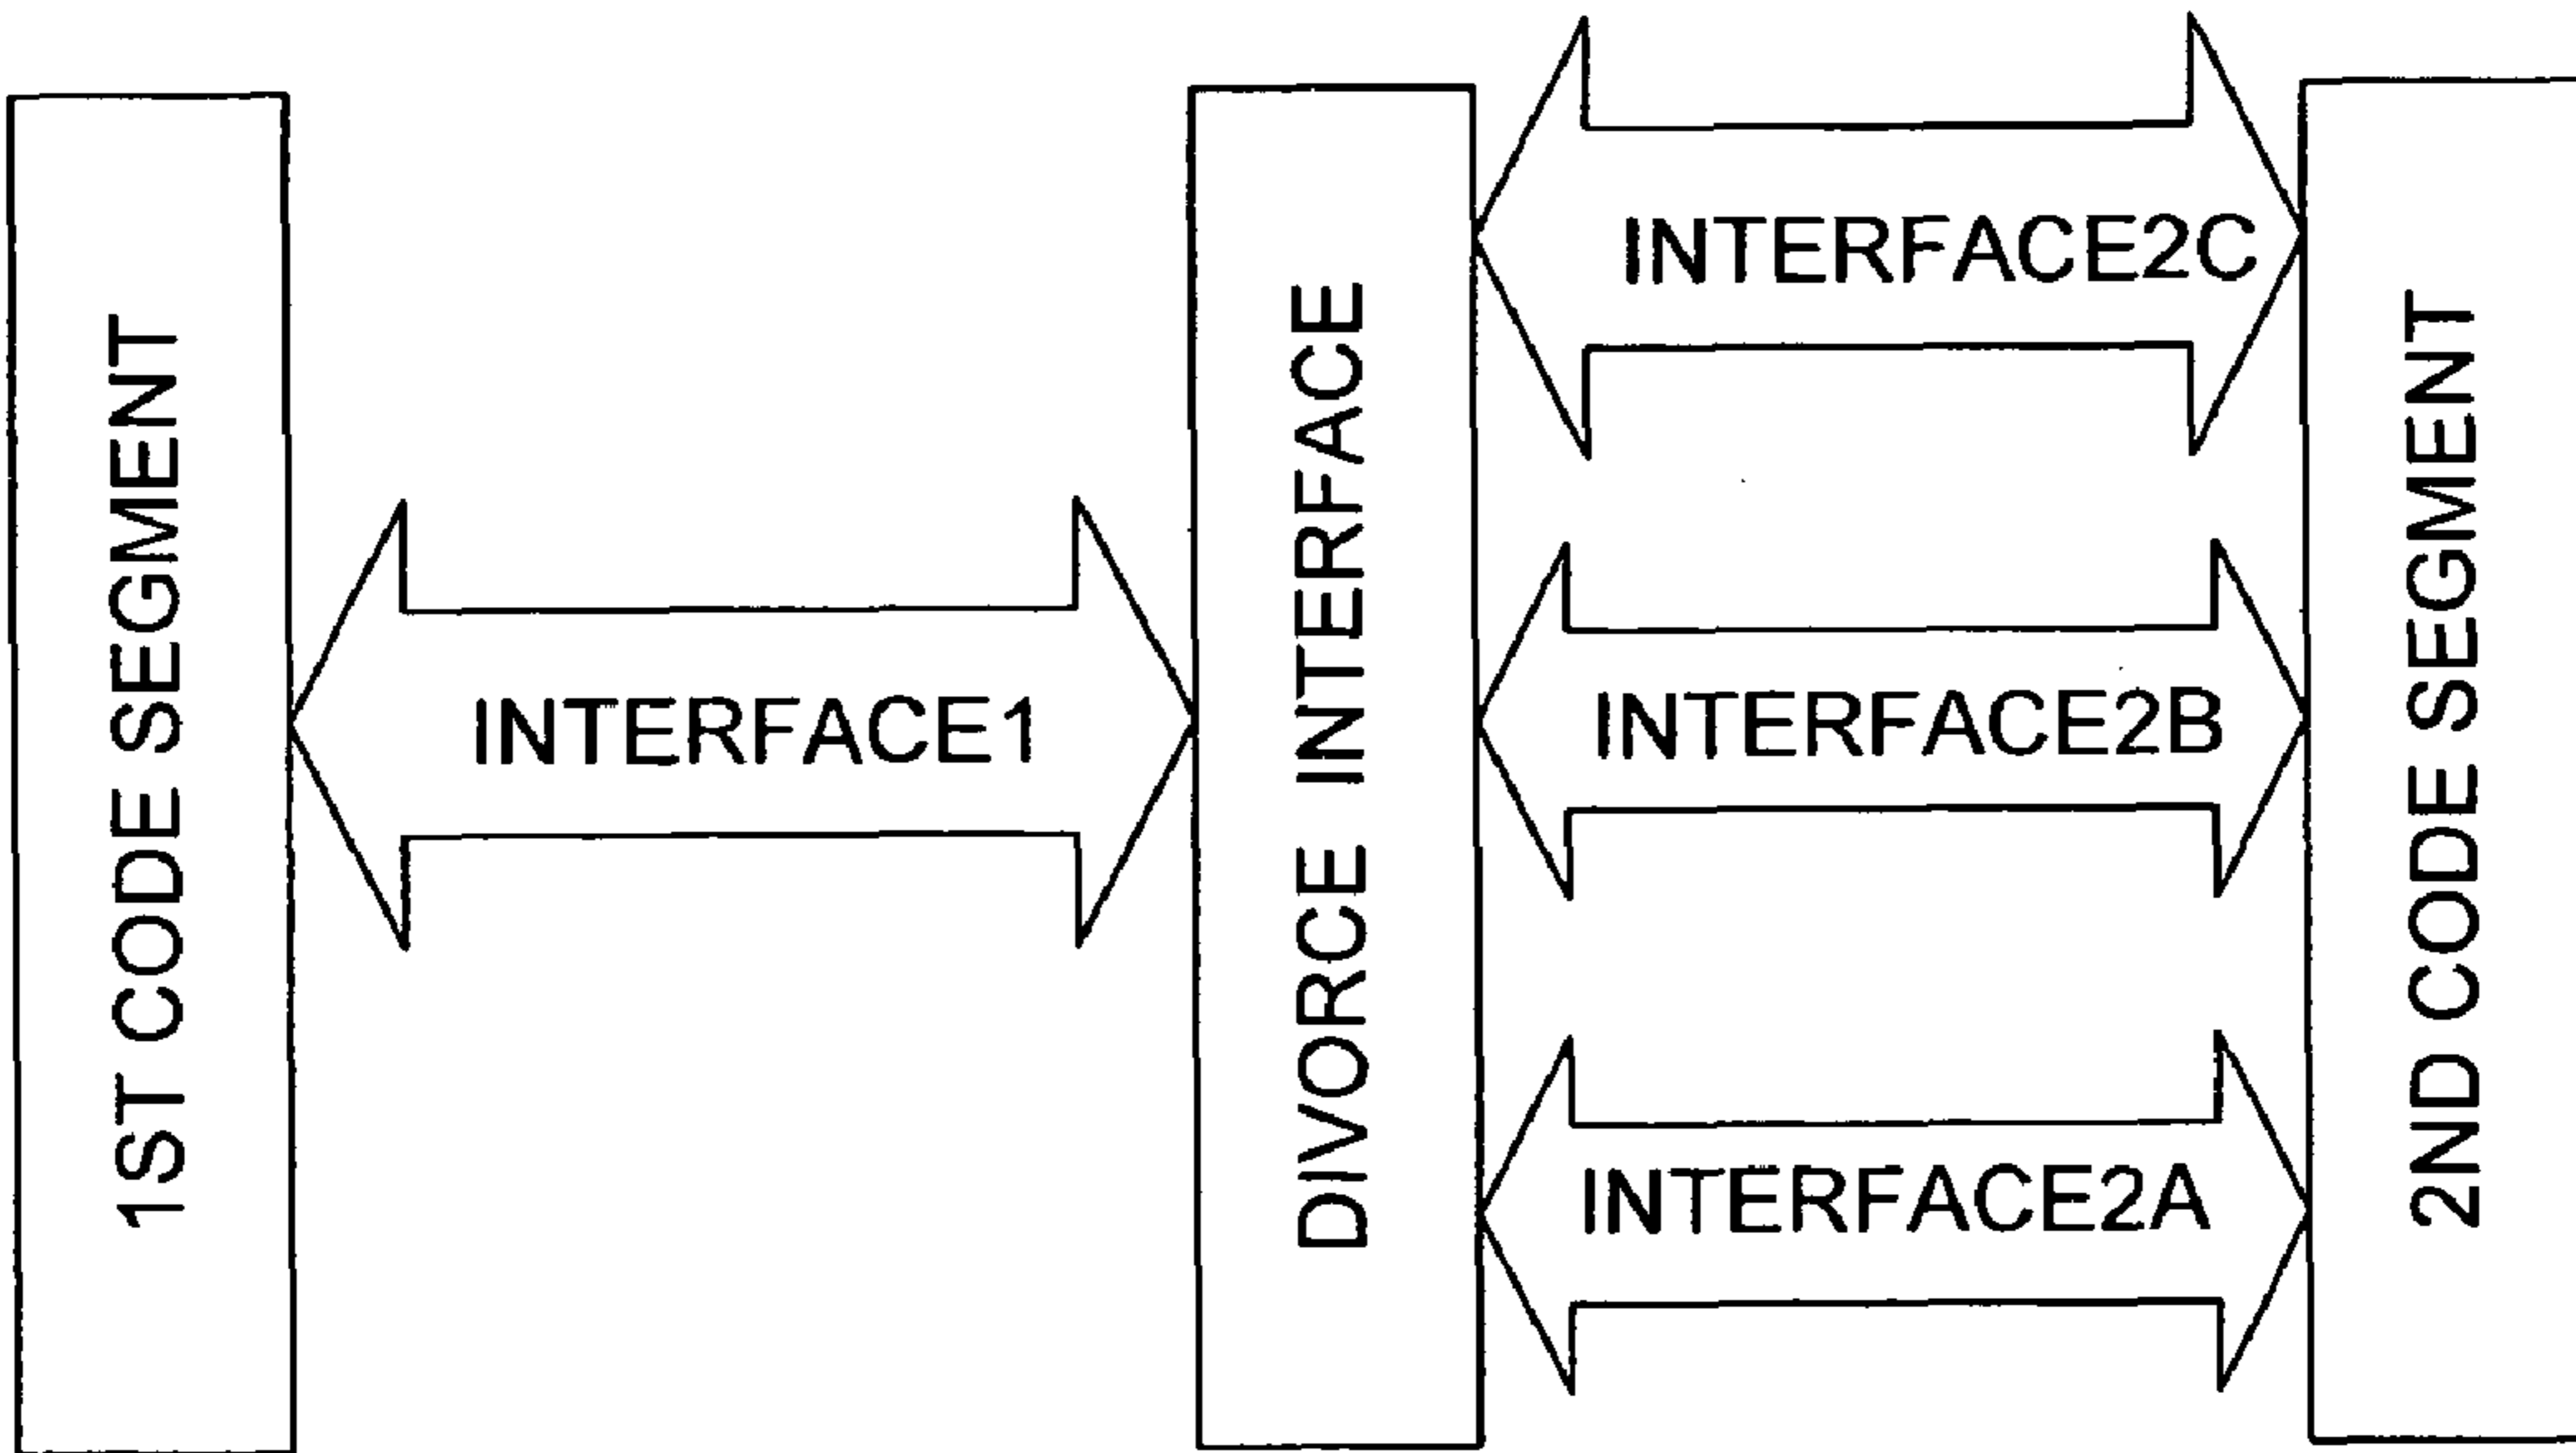 1ST CODE SEGMENT
INTERFACE1
DIVORCE INTERFACE
INTERFACE2C
INTERFACE2B
INTERFACE2A
2ND CODE SEGMENT